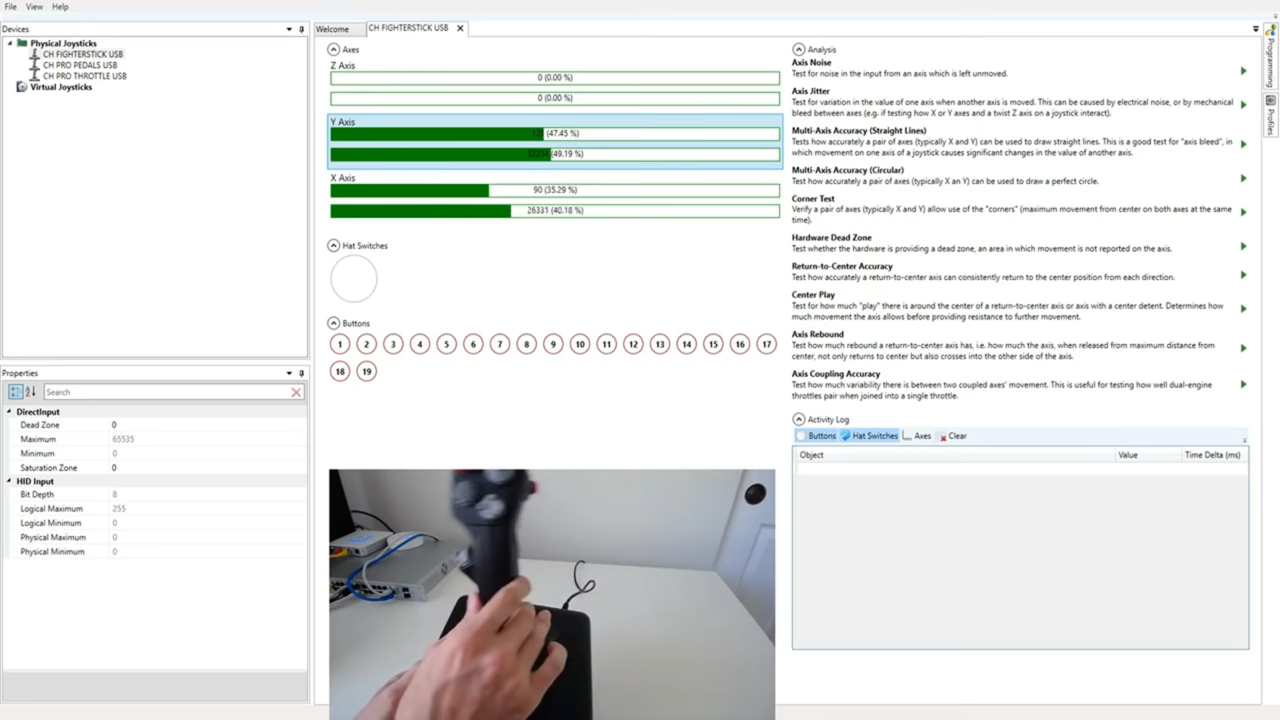 File View Help
Devices
Physical Joysticks
CH FIGHTERSTICK USB
CH PRO PEDALS USB
CH PRO THROTTLE USB
Virtual Joysticks
Properties
Search
DirectInput
Dead Zone 0
Maximum 65535
Minimum 0
Saturation Zone 0
HID Input
Bit Depth 8
Logical Maximum 255
Logical Minimum 0
Physical Maximum 0
Physical Minimum 0
Welcome CH FIGHTERSTICK USB
Axes
Z Axis
0 (0.00 %)
0 (0.00 %)
Y Axis
(47.45 %)
(49.19 %)
X Axis
90 (35.29 %)
26331 (40.18 %)
Hat Switches
Buttons
1 2 3 4 5 6 7 8 9 10 11 12 13 14 15 16 17
18 19
Analysis
Axis Noise
Test for noise in the input from an axis which is left unmoved.
Axis Jitter
Test for variation in the value of one axis when another axis is moved. This can be caused by electrical noise, or by mechanical
bleed between axes (e.g. if testing how X or Y axes and a twist Z axis on a joystick interact).
Multi-Axis Accuracy (Straight Lines)
Tests how accurately a pair of axes (typically X and Y) can be used to draw straight lines. This is a good test for "axis bleed", in
which movement on one axis of a joystick causes significant changes in the value of another axis.
Multi-Axis Accuracy (Circular)
Test how accurately a pair of axes (typically X an Y) can be used to draw a perfect circle.
Corner Test
Verify a pair of axes (typically X and Y) allow use of the "corners" (maximum movement from center on both axes at the same
time).
Hardware Dead Zone
Test whether the hardware is providing a dead zone, an area in which movement is not reported on the axis.
Return-to-Center Accuracy
Test how accurately a return-to-center axis can consistently return to the center position from each direction.
Center Play
Test for how much "play" there is around the center of a return-to-center axis or axis with a center detent. Determines how
much movement the axis allows before providing resistance to further movement.
Axis Rebound
Test how much rebound a return-to-center axis has, i.e. how much the axis, when released from maximum distance from
center, not only returns to center but also crosses into the other side of the axis.
Axis Coupling Accuracy
Test how much variability there is between two coupled axes' movement. This is useful for testing how well dual-engine
throttles pair when joined into a single throttle.
Activity Log
Buttons Hat Switches Axes Clear
Object Value Time Delta (ms)
Programming
Profiles